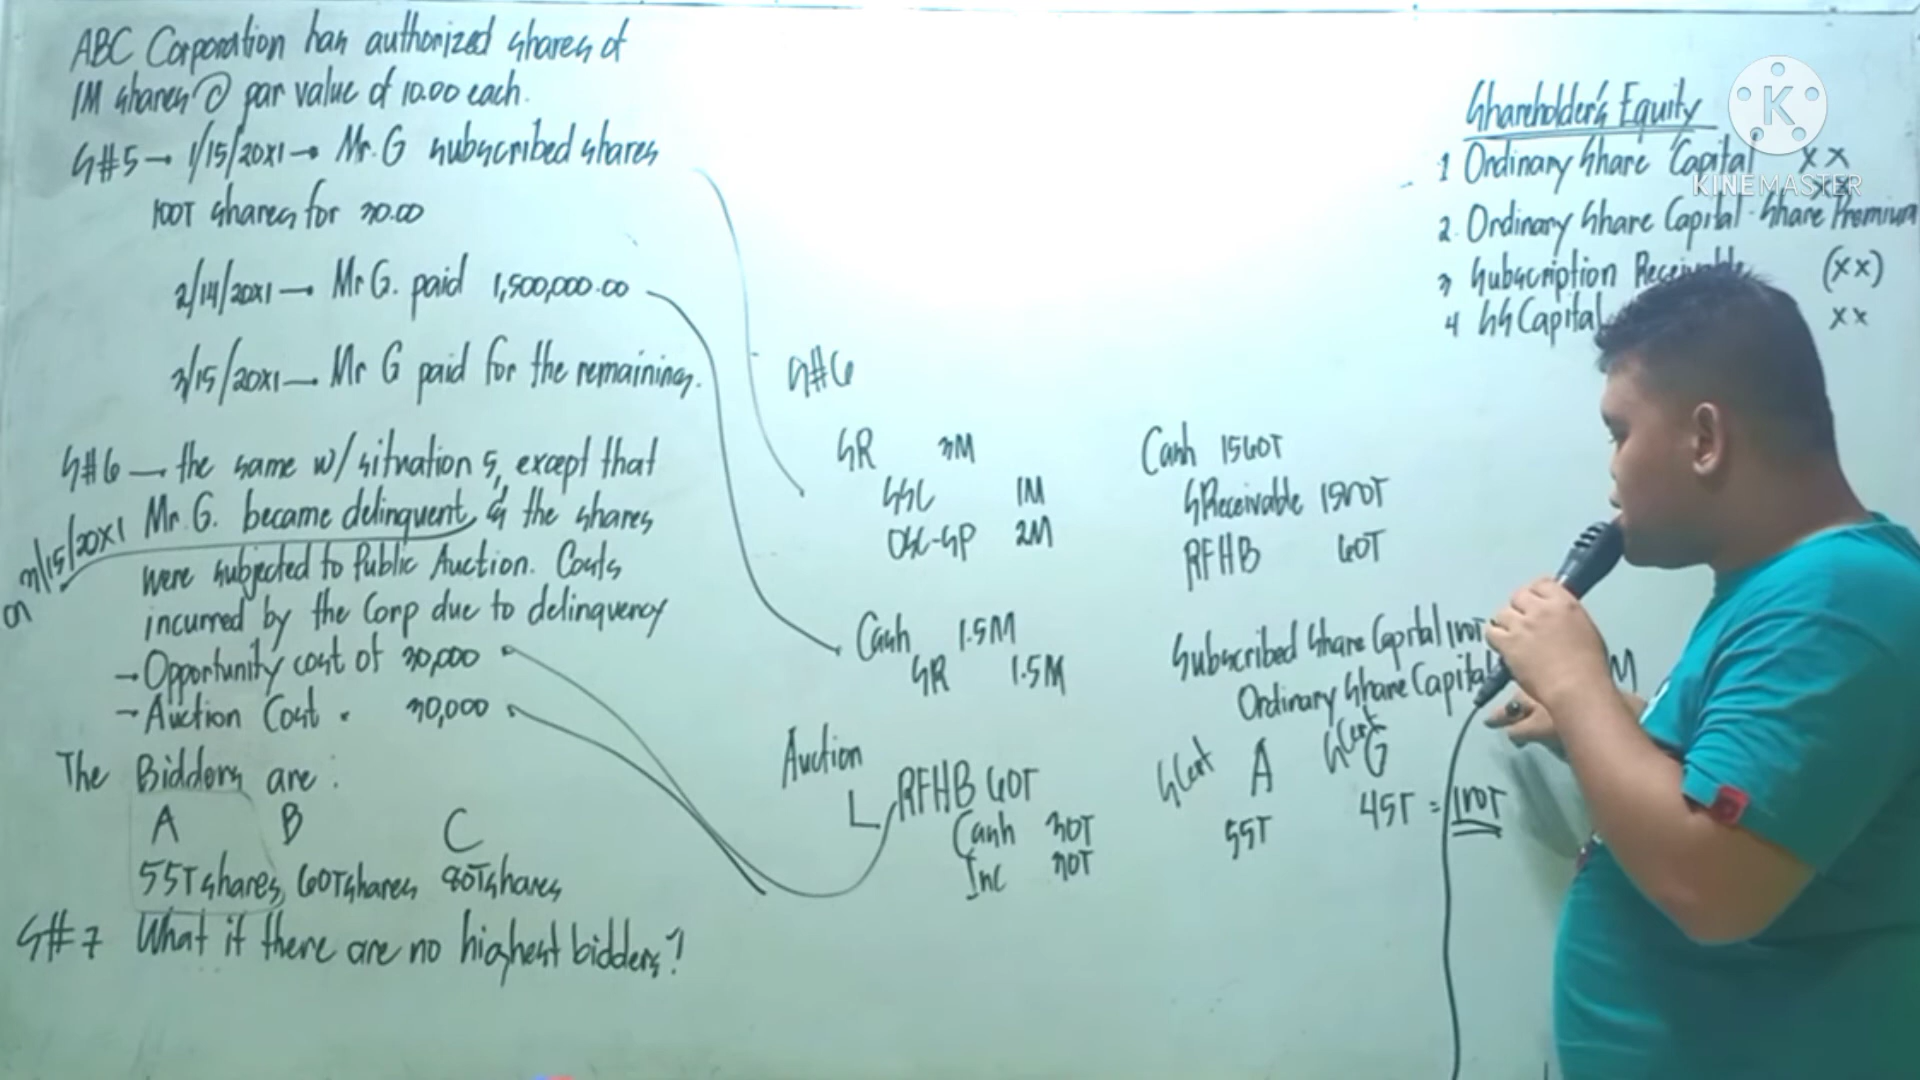 ABC Corporation has authorized shares of
1M shares @ par value of 10.00 each.
S#5 → 1/15/20X1 → Mr. G subscribed shares
100T shares for 30.00
2/14/20X1 → Mr G. paid 1,500,000.00
3/15/20X1 — Mr G paid for the remaining.
S#6 — the same w/ situation 5, except that
on 3/15/20X1 Mr. G. became delinquent, & the shares
were subjected to Public Auction. Costs
incurred by the Corp due to delinquency
- Opportunity cost of 30,000
- Auction Cost. 30,000
The Bidders are:
A B C
55T shares, 60T shares 80T shares
S#7 What if there are no highest bidders?
S#6
SR 3M
SSC 1M
OSC-SP 2M
Cash 1.5M
SR 1.5M
Auction
RFHB 60T
Cash 30T
Inc 30T
Cash 1560T
SReceivable 1500T
RFHB 60T
Subscribed Share Capital
Ordinary Share Capital M
SCert A SCert G
55T 45T = 100T
Shareholder's Equity
1 Ordinary Share Capital xx
2. Ordinary Share Capital - Share Premium
3 Subscription Receivable (xx)
4 SSCapital xx
K
KINEMASTER